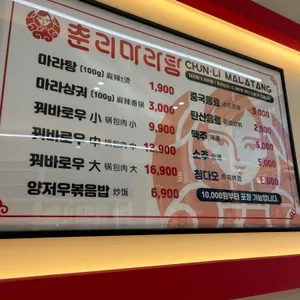 춘리마라탕 CHUN·LI MALATANG
마라탕 (100g) 麻辣烫 1,900
마라샹궈 (100g) 麻辣香锅 3,000
꿔바로우 小 锅包肉 小 9,900
꿔바로우 中 锅包肉 中 13,900
꿔바로우 大 锅包肉 大 16,900
양저우볶음밥 炒饭 6,900
중국음료 3,000
탄산음료 2,000
맥주 5,000
소주 5,000
칭다오 8,000
10,000원부터 포장 가능합니다.